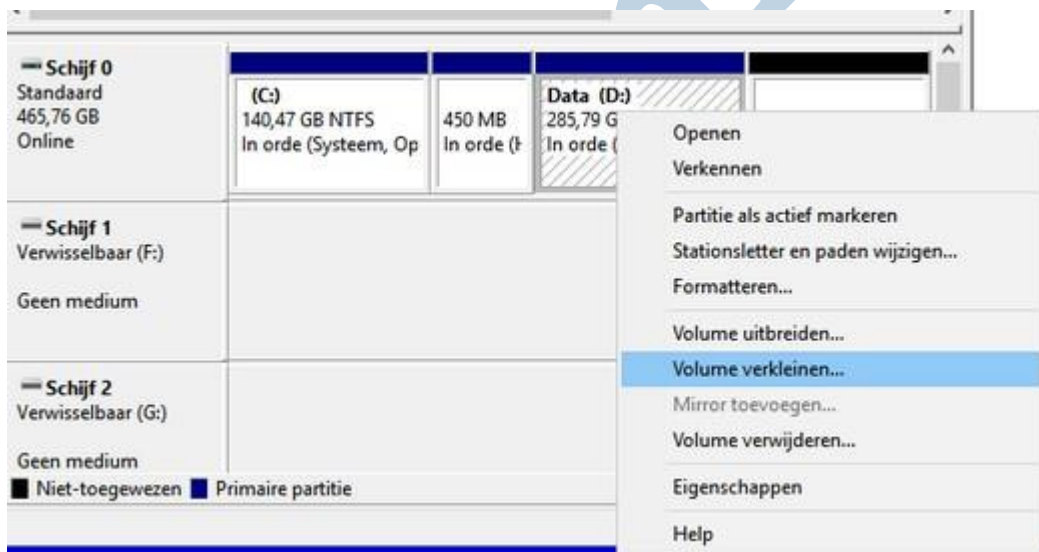 Schijf 0
Standaard
465,76 GB
Online
(C:)
140,47 GB NTFS
In orde (Systeem, Op
450 MB
In orde (
Data (D:)
285,79 G
In orde (
Schijf 1
Verwisselbaar (F:)
Geen medium
Schijf 2
Verwisselbaar (G:)
Geen medium
Niet-toegewezen Primaire partitie
Openen
Verkennen
Partitie als actief markeren
Stationsletter en paden wijzigen...
Formatteren...
Volume uitbreiden...
Volume verkleinen...
Mirror toevoegen...
Volume verwijderen...
Eigenschappen
Help